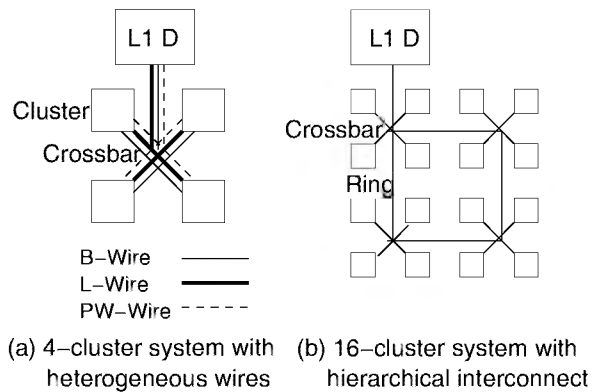 L1 D
Cluster
Crossbar
B−Wire
L−Wire
PW−Wire
(a) 4−cluster system with
heterogeneous wires
L1 D
Crossbar
Ring
(b) 16−cluster system with
hierarchical interconnect